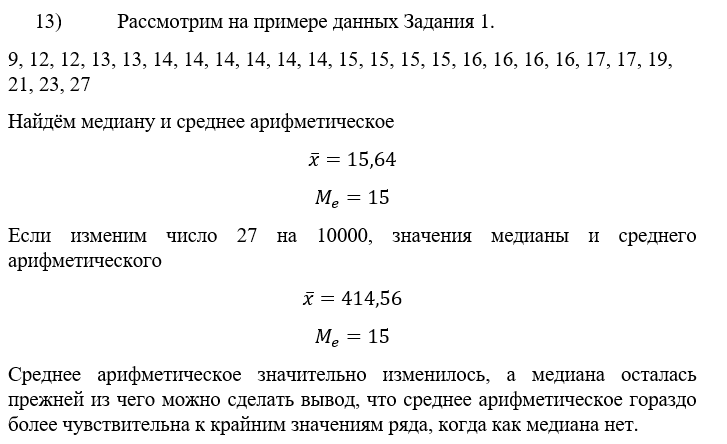 13) Рассмотрим на примере данных Задания 1.
9, 12, 12, 13, 13, 14, 14, 14, 14, 14, 14, 15, 15, 15, 15, 16, 16, 16, 16, 17, 17, 19,
21, 23, 27
Найдём медиану и среднее арифметическое
x̄ = 15,64
Mₑ = 15
Если изменим число 27 на 10000, значения медианы и среднего
арифметического
x̄ = 414,56
Mₑ = 15
Среднее арифметическое значительно изменилось, а медиана осталась
прежней из чего можно сделать вывод, что среднее арифметическое гораздо
более чувствительна к крайним значениям ряда, когда как медиана нет.